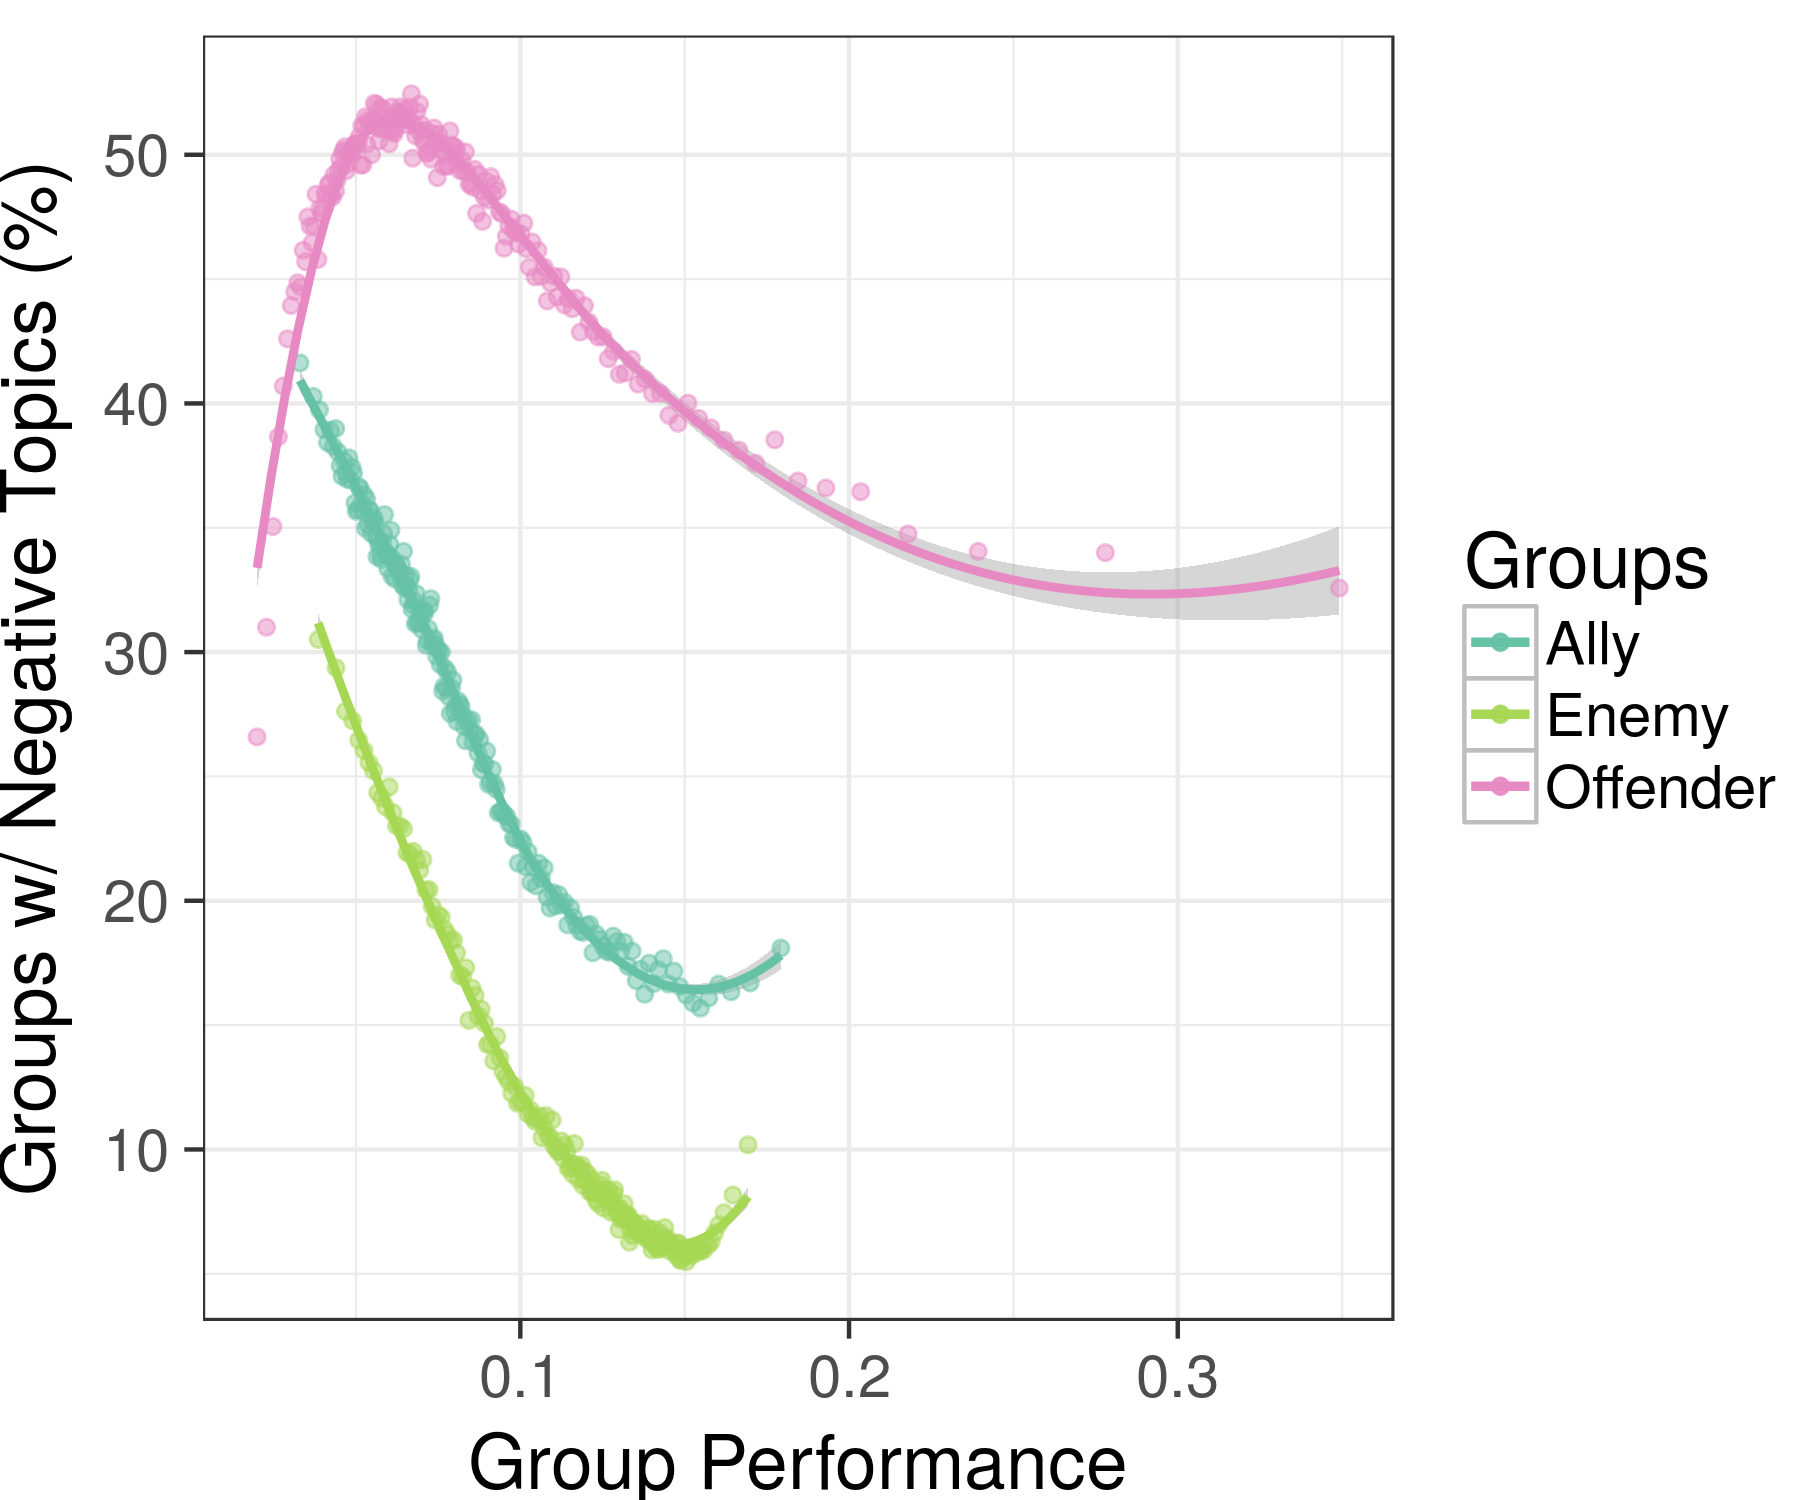 Groups w/ Negative Topics (%)
50
40
30
20
10
0.1
0.2
0.3
Group Performance
Groups
Ally
Enemy
Offender